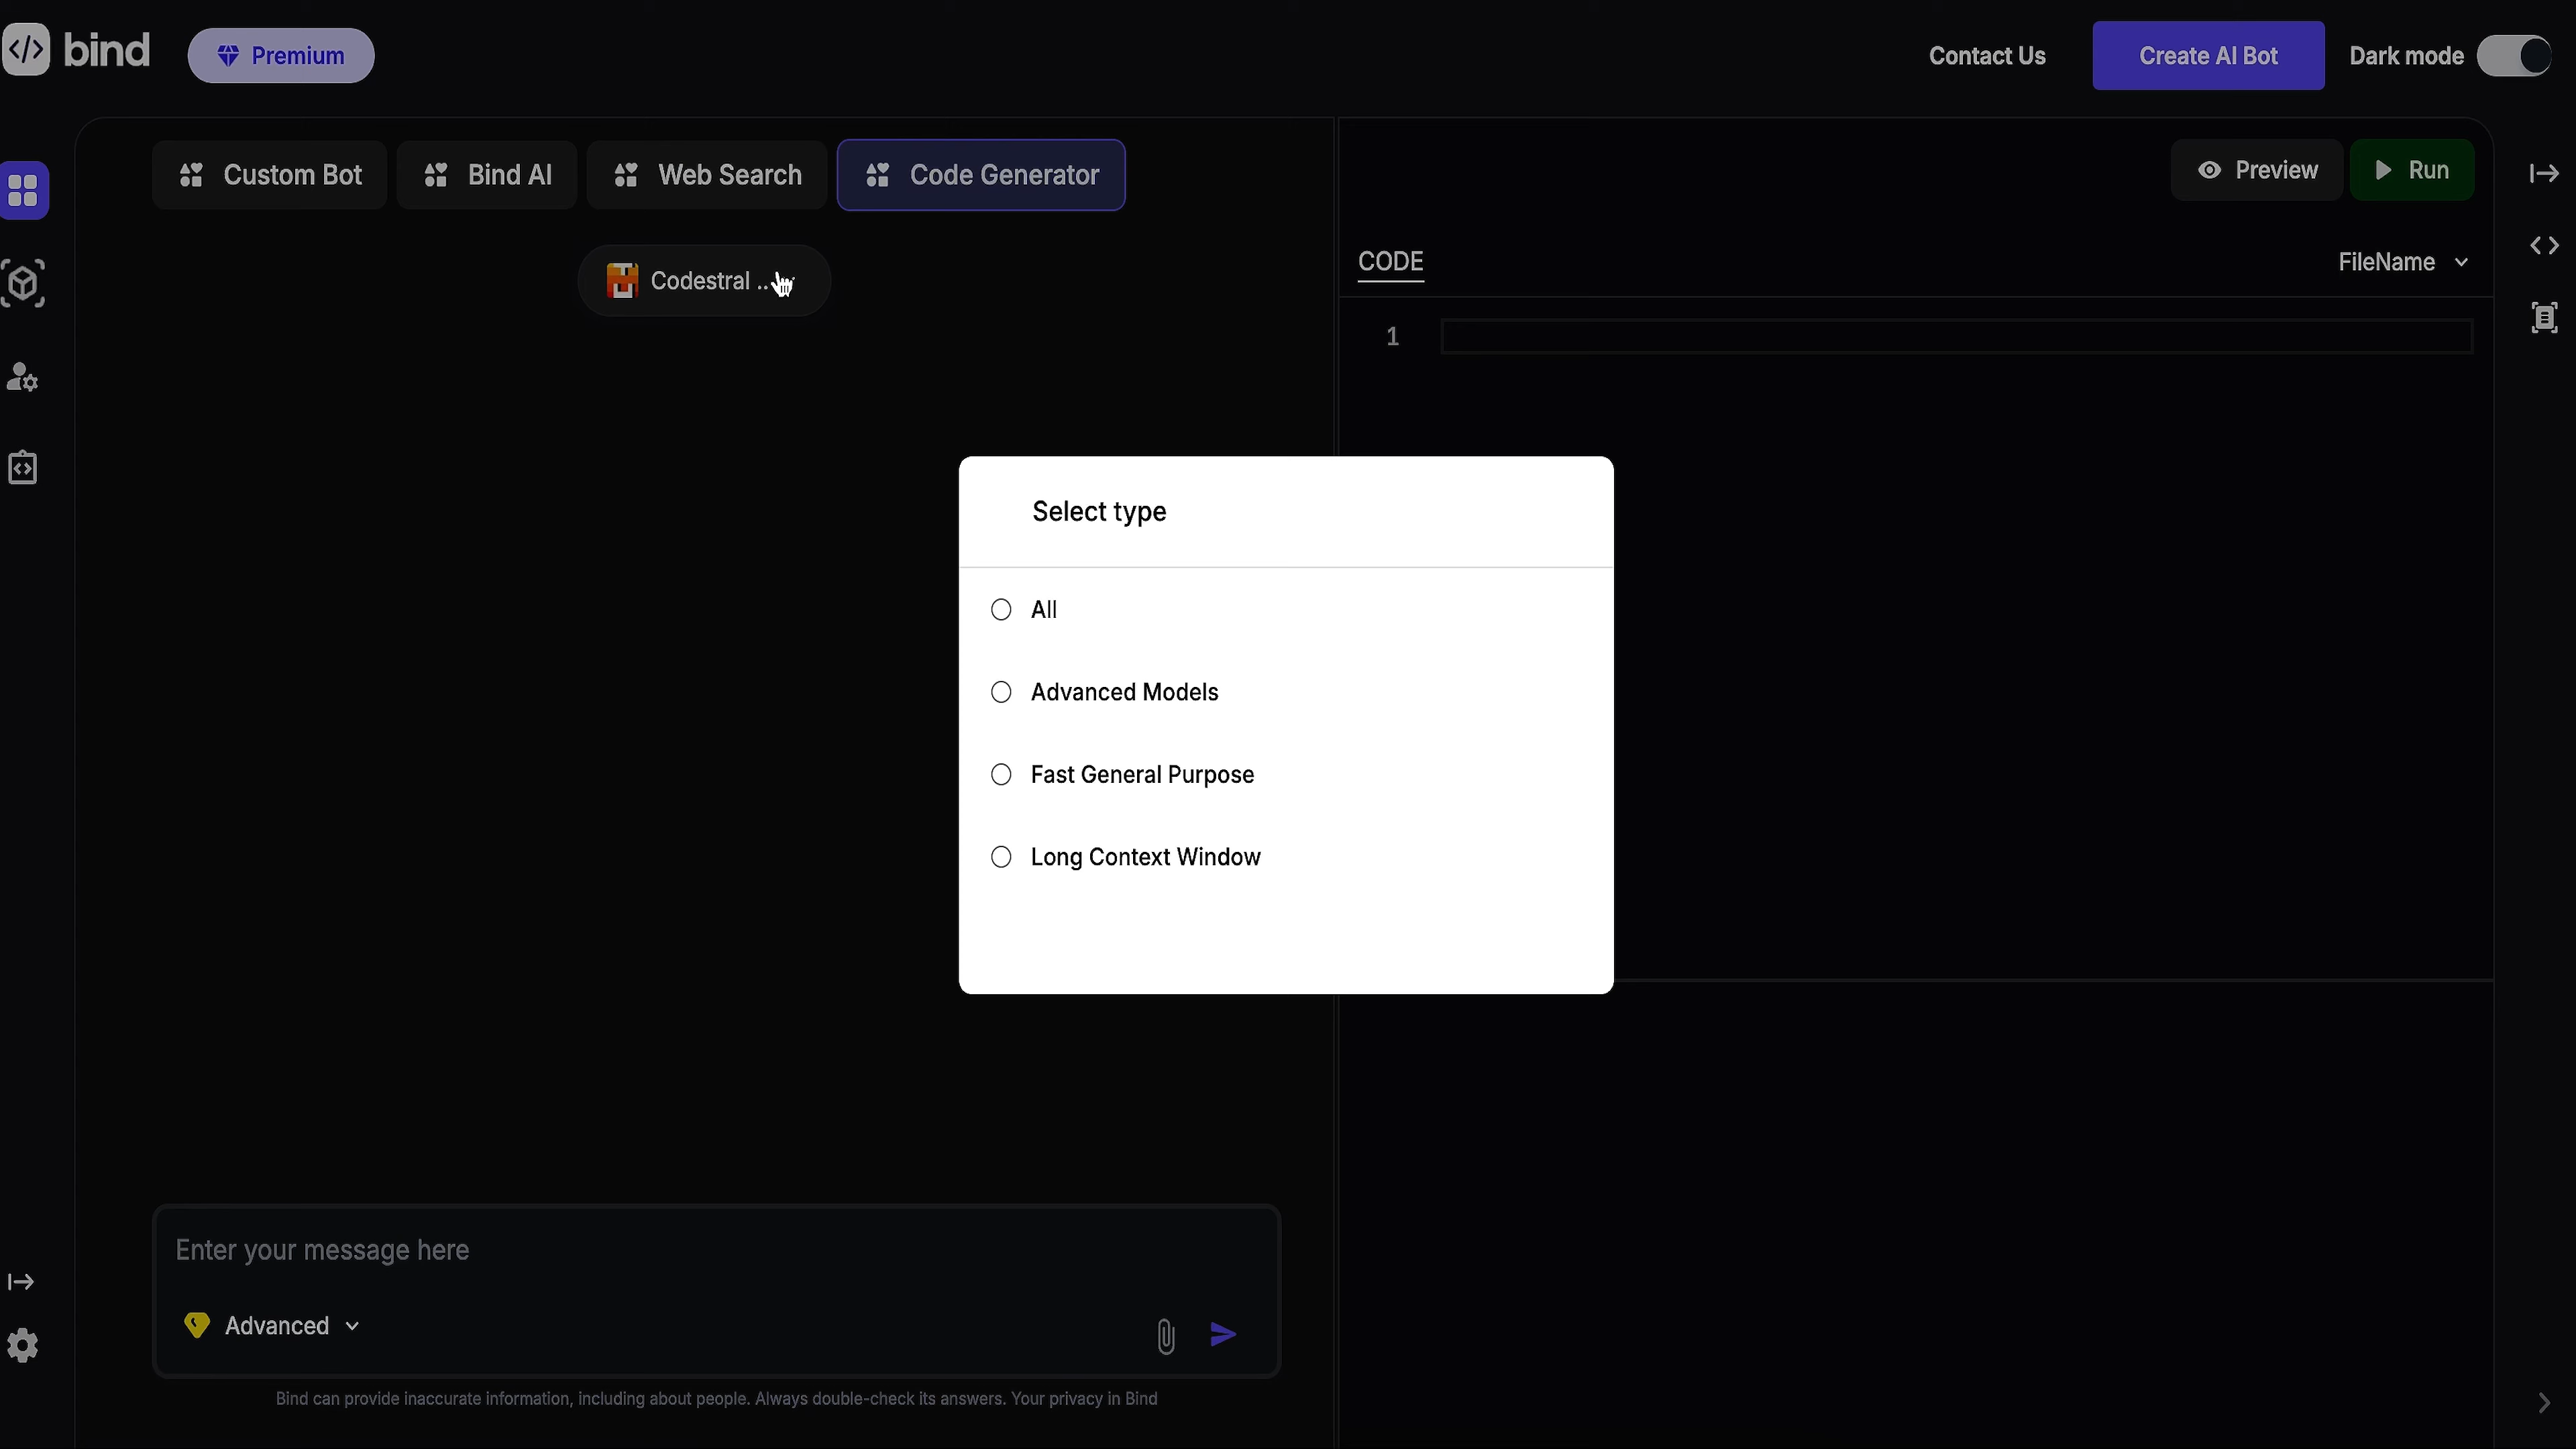 bind
Premium
Contact Us
Create AI Bot
Dark mode
Custom Bot
Bind AI
Web Search
Code Generator
Preview
Run
Codestral ...
CODE
FileName
1
Select type
All
Advanced Models
Fast General Purpose
Long Context Window
Enter your message here
Advanced
Bind can provide inaccurate information, including about people. Always double-check its answers. Your privacy in Bind